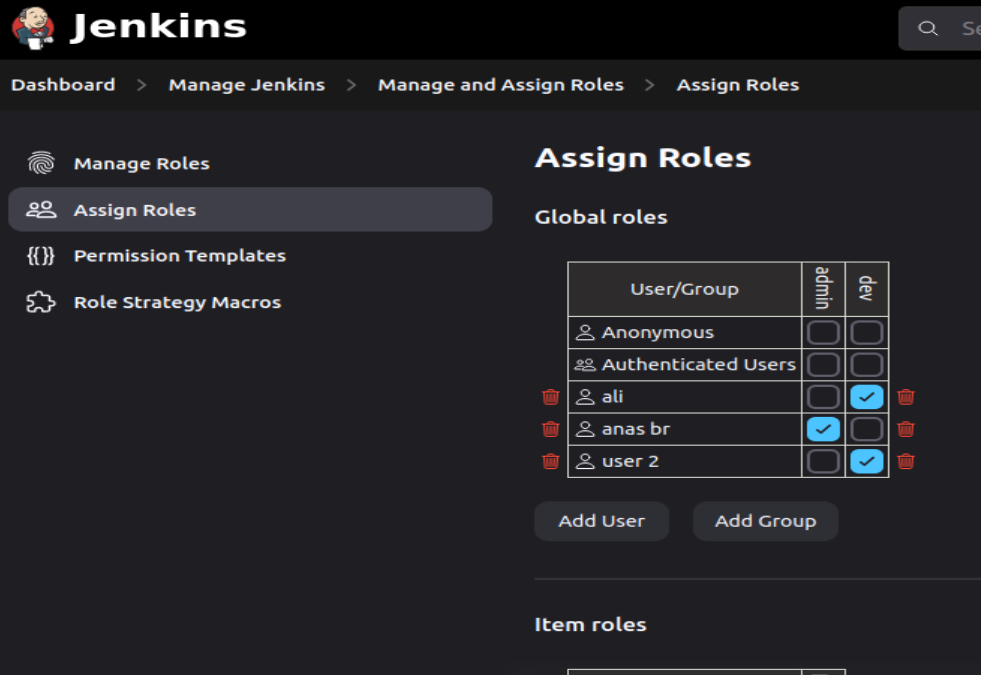 Jenkins
Se
Dashboard > Manage Jenkins > Manage and Assign Roles > Assign Roles
Manage Roles
Assign Roles
Permission Templates
Role Strategy Macros
Assign Roles
Global roles
User/Group admin dev
Anonymous
Authenticated Users
ali
anas br
user 2
Add User Add Group
Item roles